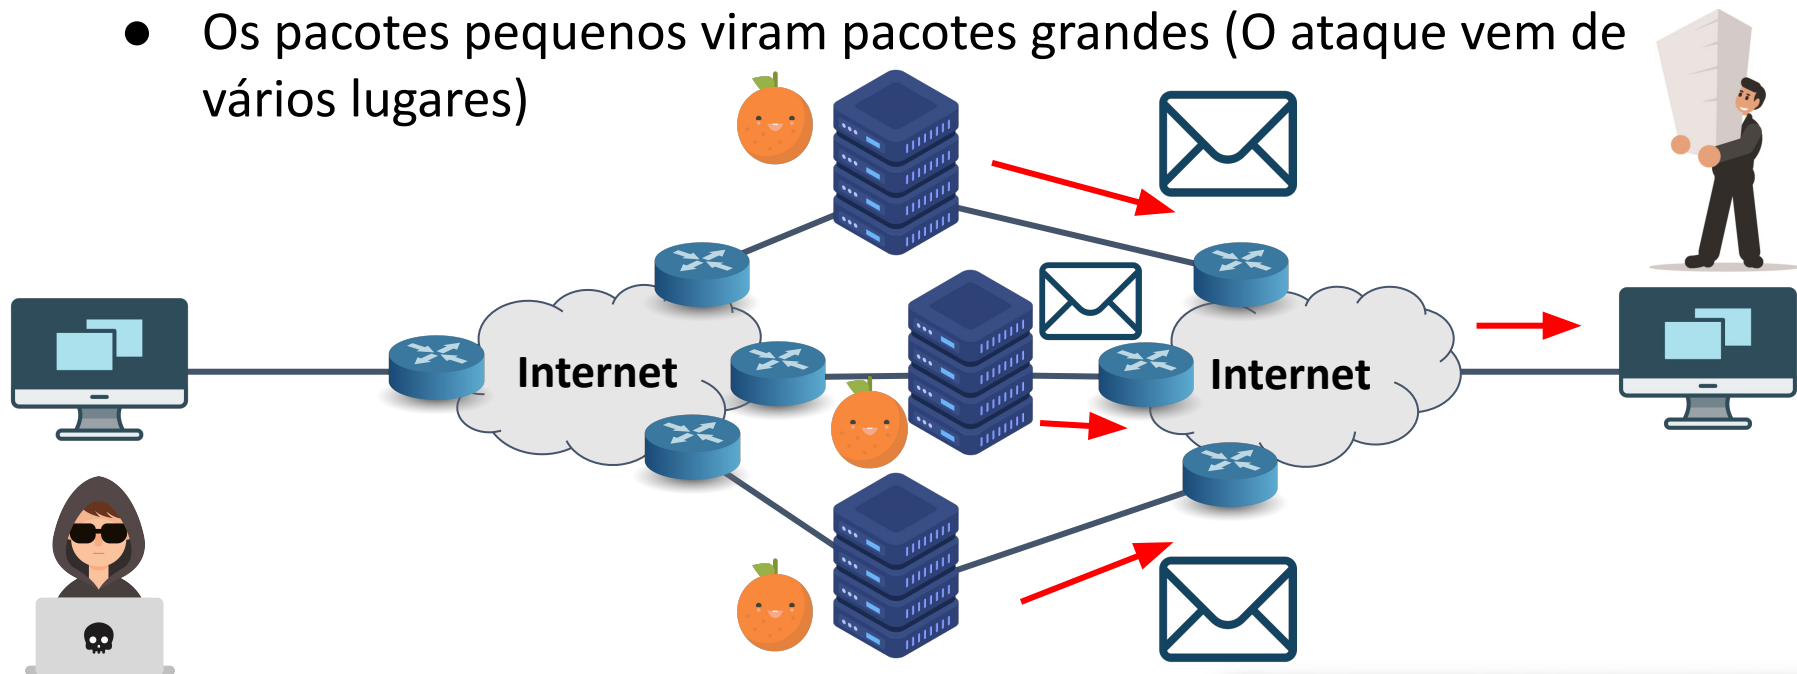 ● Os pacotes pequenos viram pacotes grandes (O ataque vem de
vários lugares)
Internet
Internet